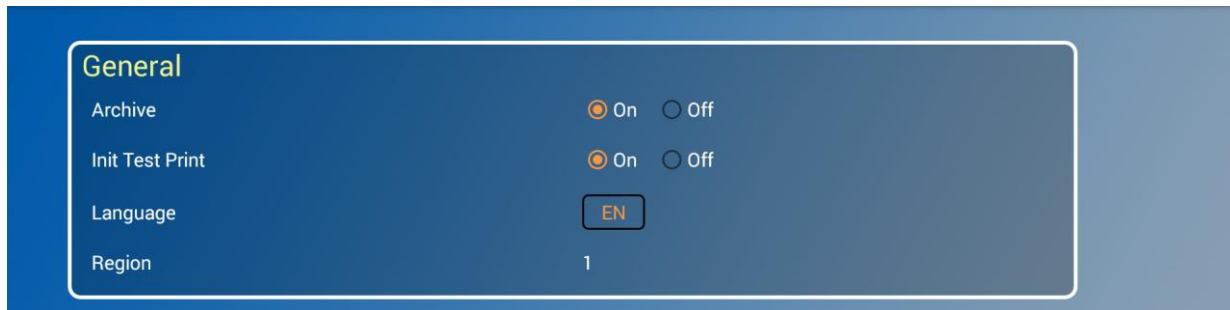 General
Archive On Off
Init Test Print On Off
Language EN
Region 1